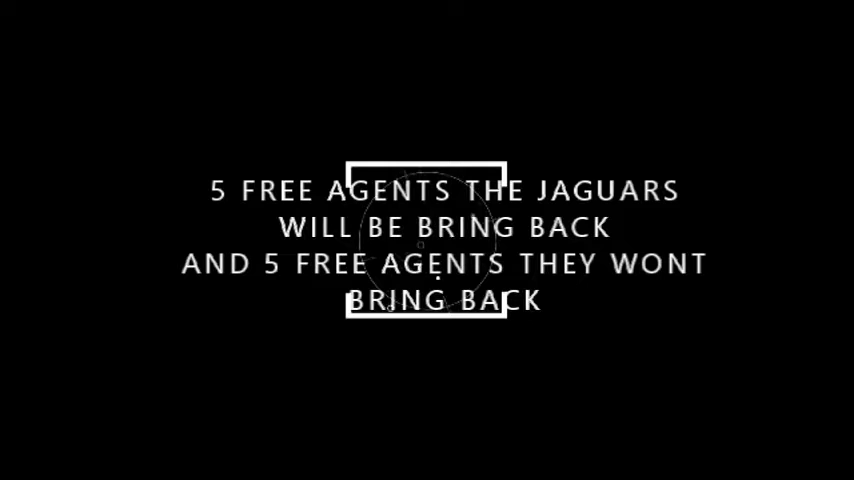 5 FREE AGENTS THE JAGUARS
WILL BE BRING BACK
AND 5 FREE AGENTS THEY WONT
BRING BACK